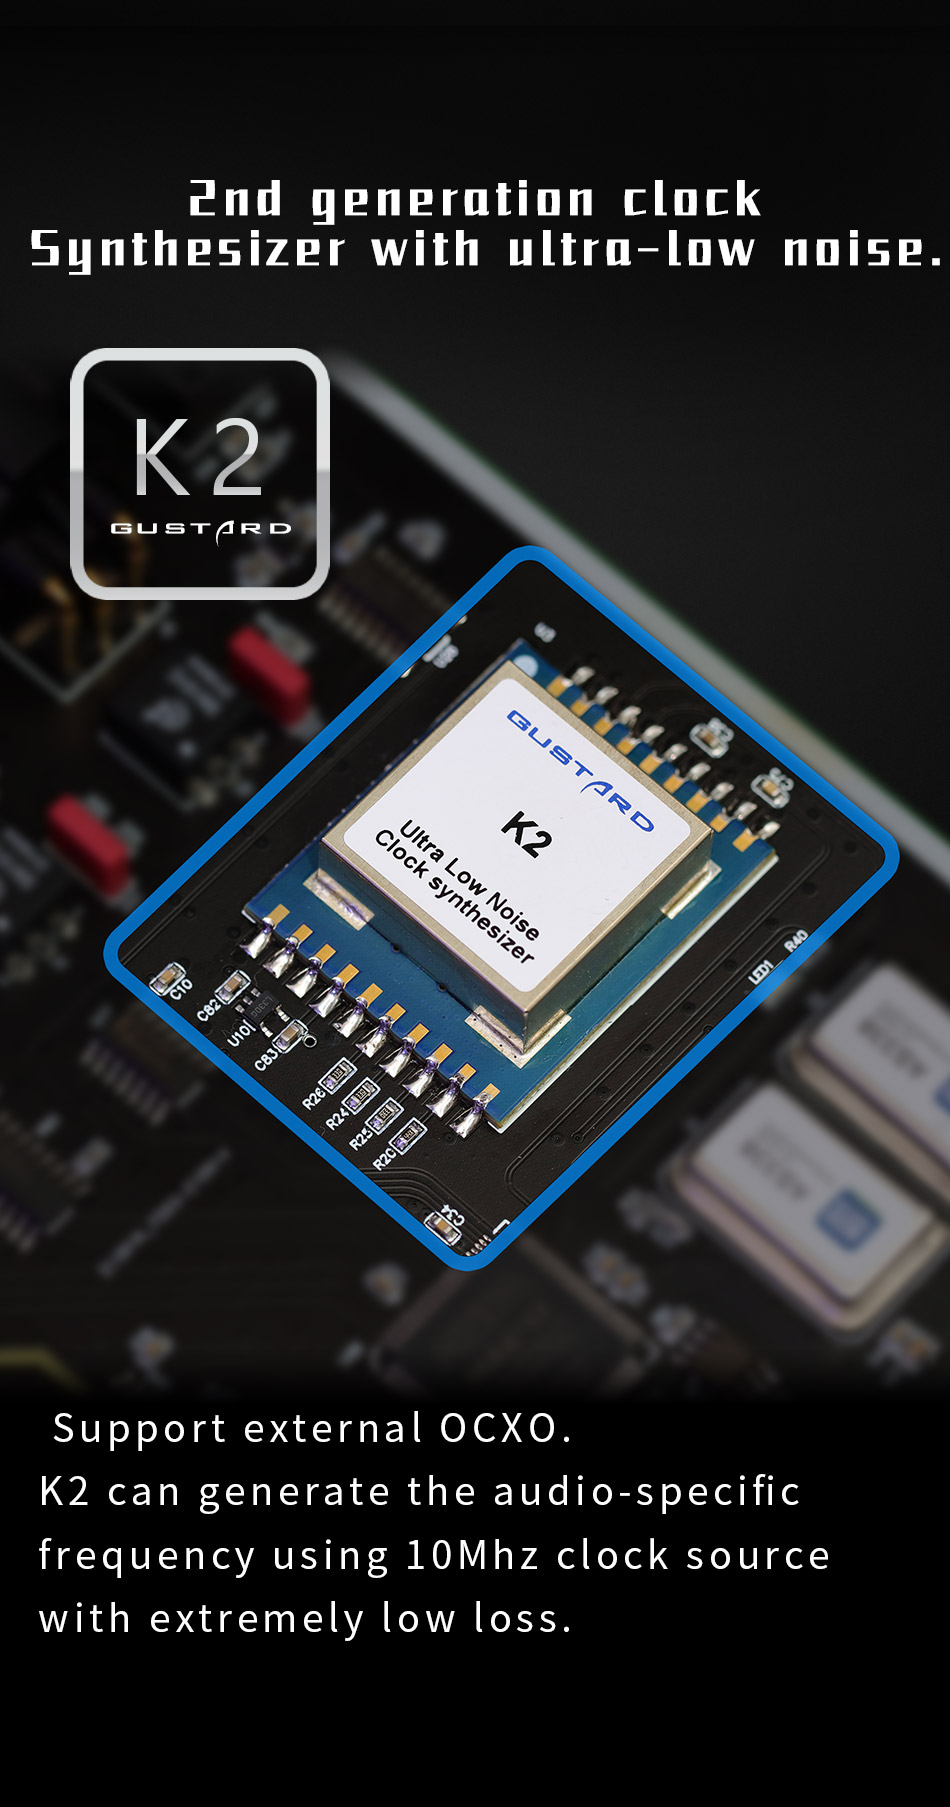 2nd generation clock
Synthesizer with ultra-low noise.
K2
GUSTARD
GUSTARD
K2
Ultra Low Noise
Clock synthesizer
R40
LED1
C10
C82
U10
C83
R26
R24
R25
R20
C34
Support external OCXO.
K2 can generate the audio-specific
frequency using 10Mhz clock source
with extremely low loss.